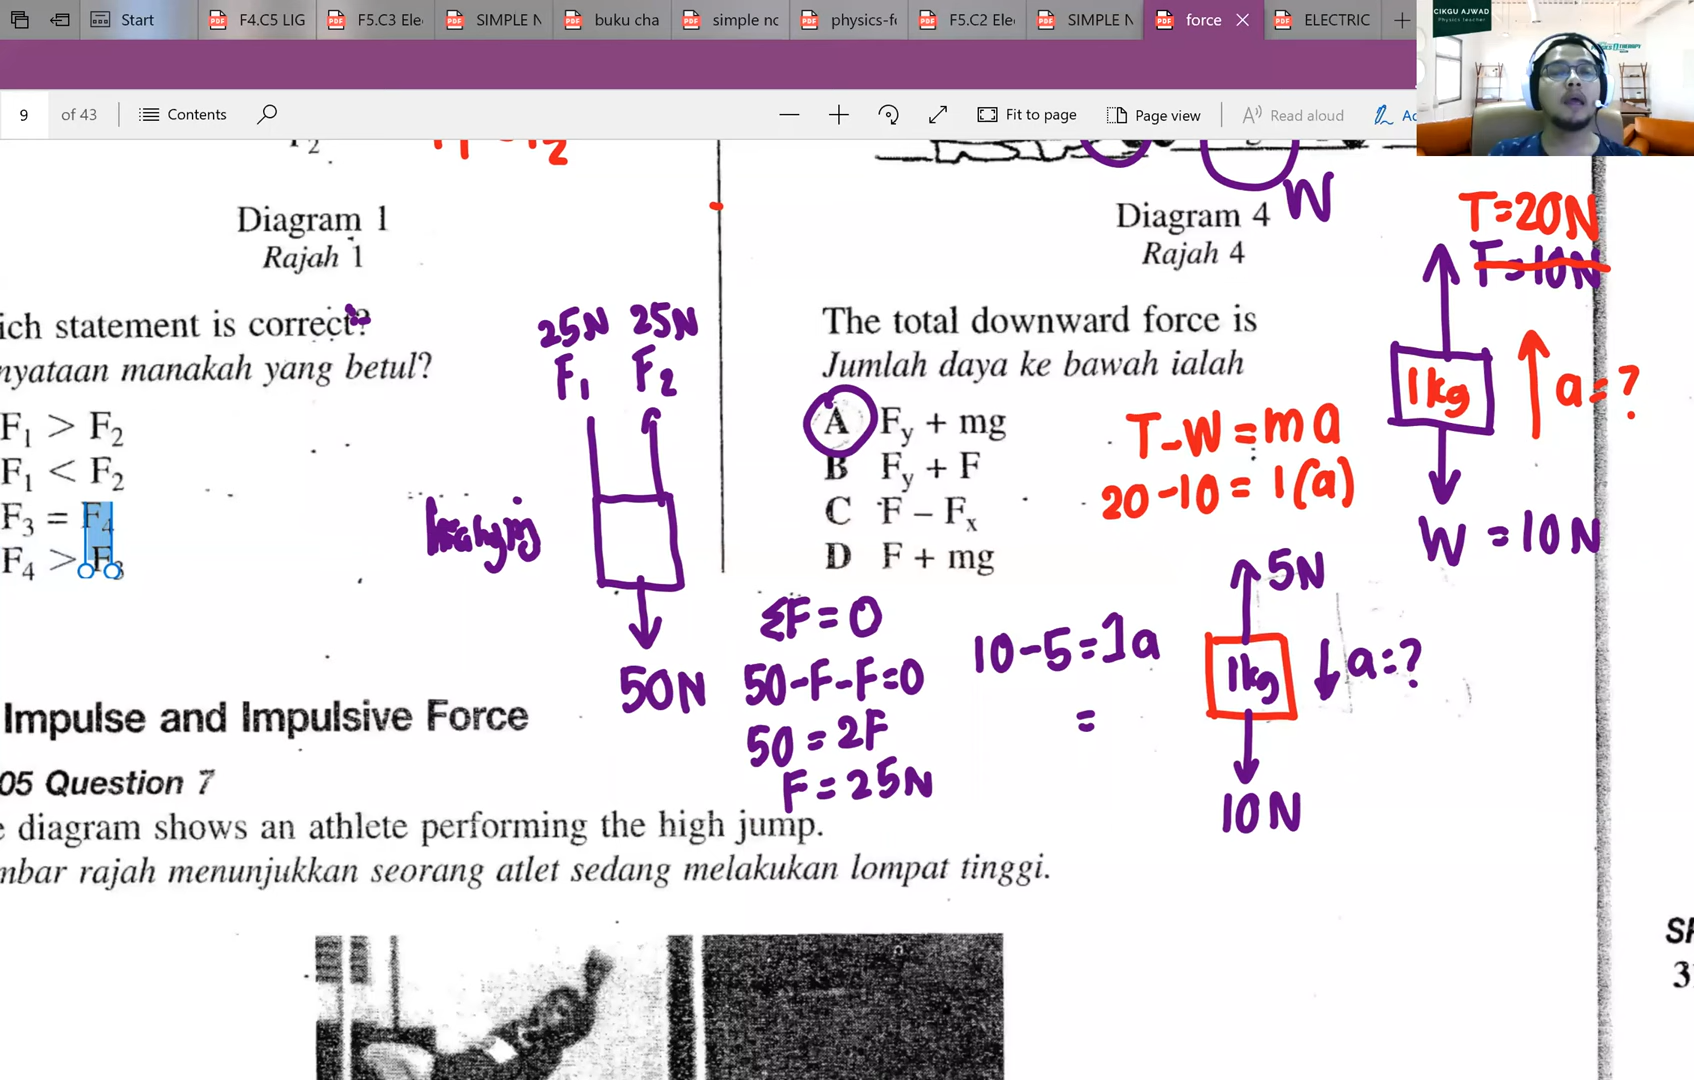 Start
F4.C5 LIG
F5.C3 Ele
SIMPLE N
buku cha
simple nc
physics-f
F5.C2 Ele
SIMPLE N
force
ELECTRIC
CIKGU AJWAD
Physics teacher
9 of 43
Contents
Fit to page
Page view
Read aloud
W
Diagram 1
Rajah 1
ich statement is correct?
nyataan manakah yang betul?
F₁ > F₂
F₁ < F₂
F₃ = F₄
F₄ > F₃
25N 25N
F₁ F₂
50N
Diagram 4
Rajah 4
The total downward force is
Jumlah daya ke bawah ialah
A Fy + mg
B Fy + F
C F – Fx
D F + mg
ΣF = 0
50-F-F=0
50 = 2F
F = 25N
T-W = ma
20-10 = 1(a)
T=20N
T=10N
1kg
a=?
W = 10N
10-5=1a
=
5N
1kg
a=?
10N
Impulse and Impulsive Force
05 Question 7
e diagram shows an athlete performing the high jump.
mbar rajah menunjukkan seorang atlet sedang melakukan lompat tinggi.
SP
3